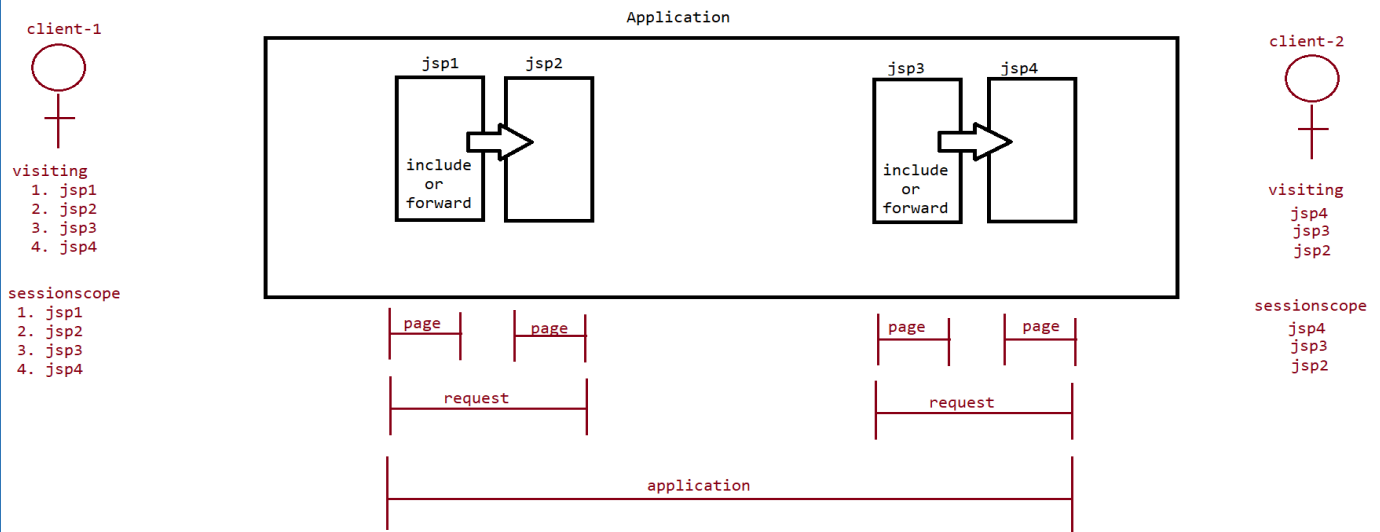 Application
client-1
client-2
jsp1
jsp2
jsp3
jsp4
include
or
forward
include
or
forward
visiting
1. jsp1
2. jsp2
3. jsp3
4. jsp4
sessionscope
1. jsp1
2. jsp2
3. jsp3
4. jsp4
visiting
jsp4
jsp3
jsp2
sessionscope
jsp4
jsp3
jsp2
page
page
page
page
request
request
application